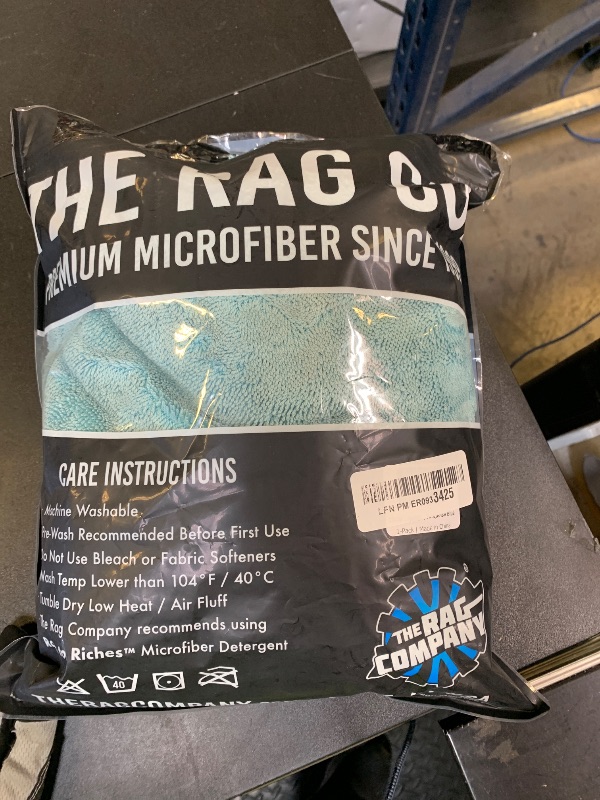 THE RAG CO
PREMIUM MICROFIBER SINCE
CARE INSTRUCTIONS
Machine Washable
Pre-Wash Recommended Before First Use
Do Not Use Bleach or Fabric Softeners
Wash Temp Lower than 104°F / 40°C
Tumble Dry Low Heat / Air Fluff
The Rag Company recommends using
Riches™ Microfiber Detergent
40
LFN PM ER0933425
THE RAG
COMPANY
®